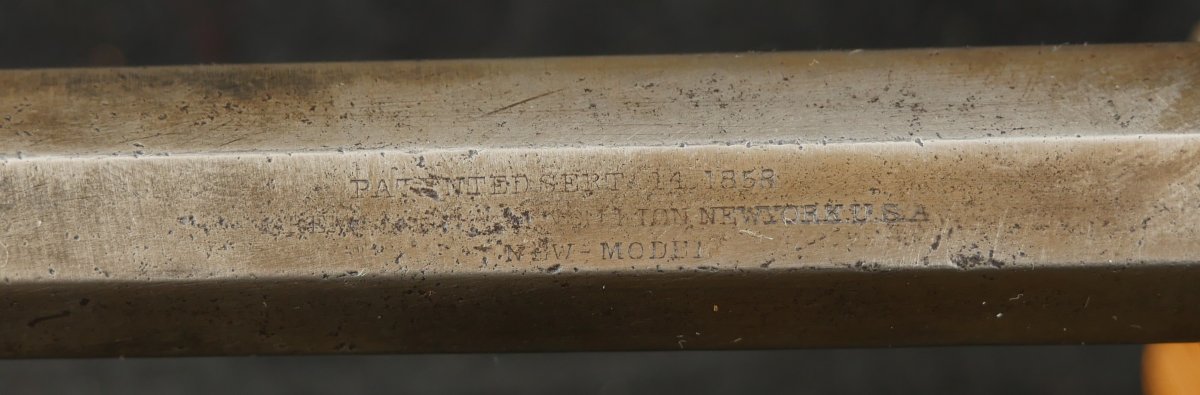 PATENTED SEPT. 14, 1858
ILION NEW YORK U.S.A
NEW-MODEL